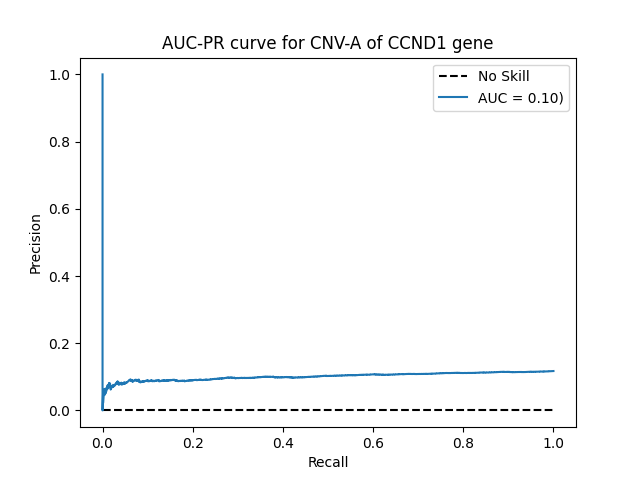 AUC-PR curve for CNV-A of CCND1 gene
No Skill
AUC = 0.10)
Precision
1.0
0.8
0.6
0.4
0.2
0.0
0.0 0.2 0.4 0.6 0.8 1.0
Recall